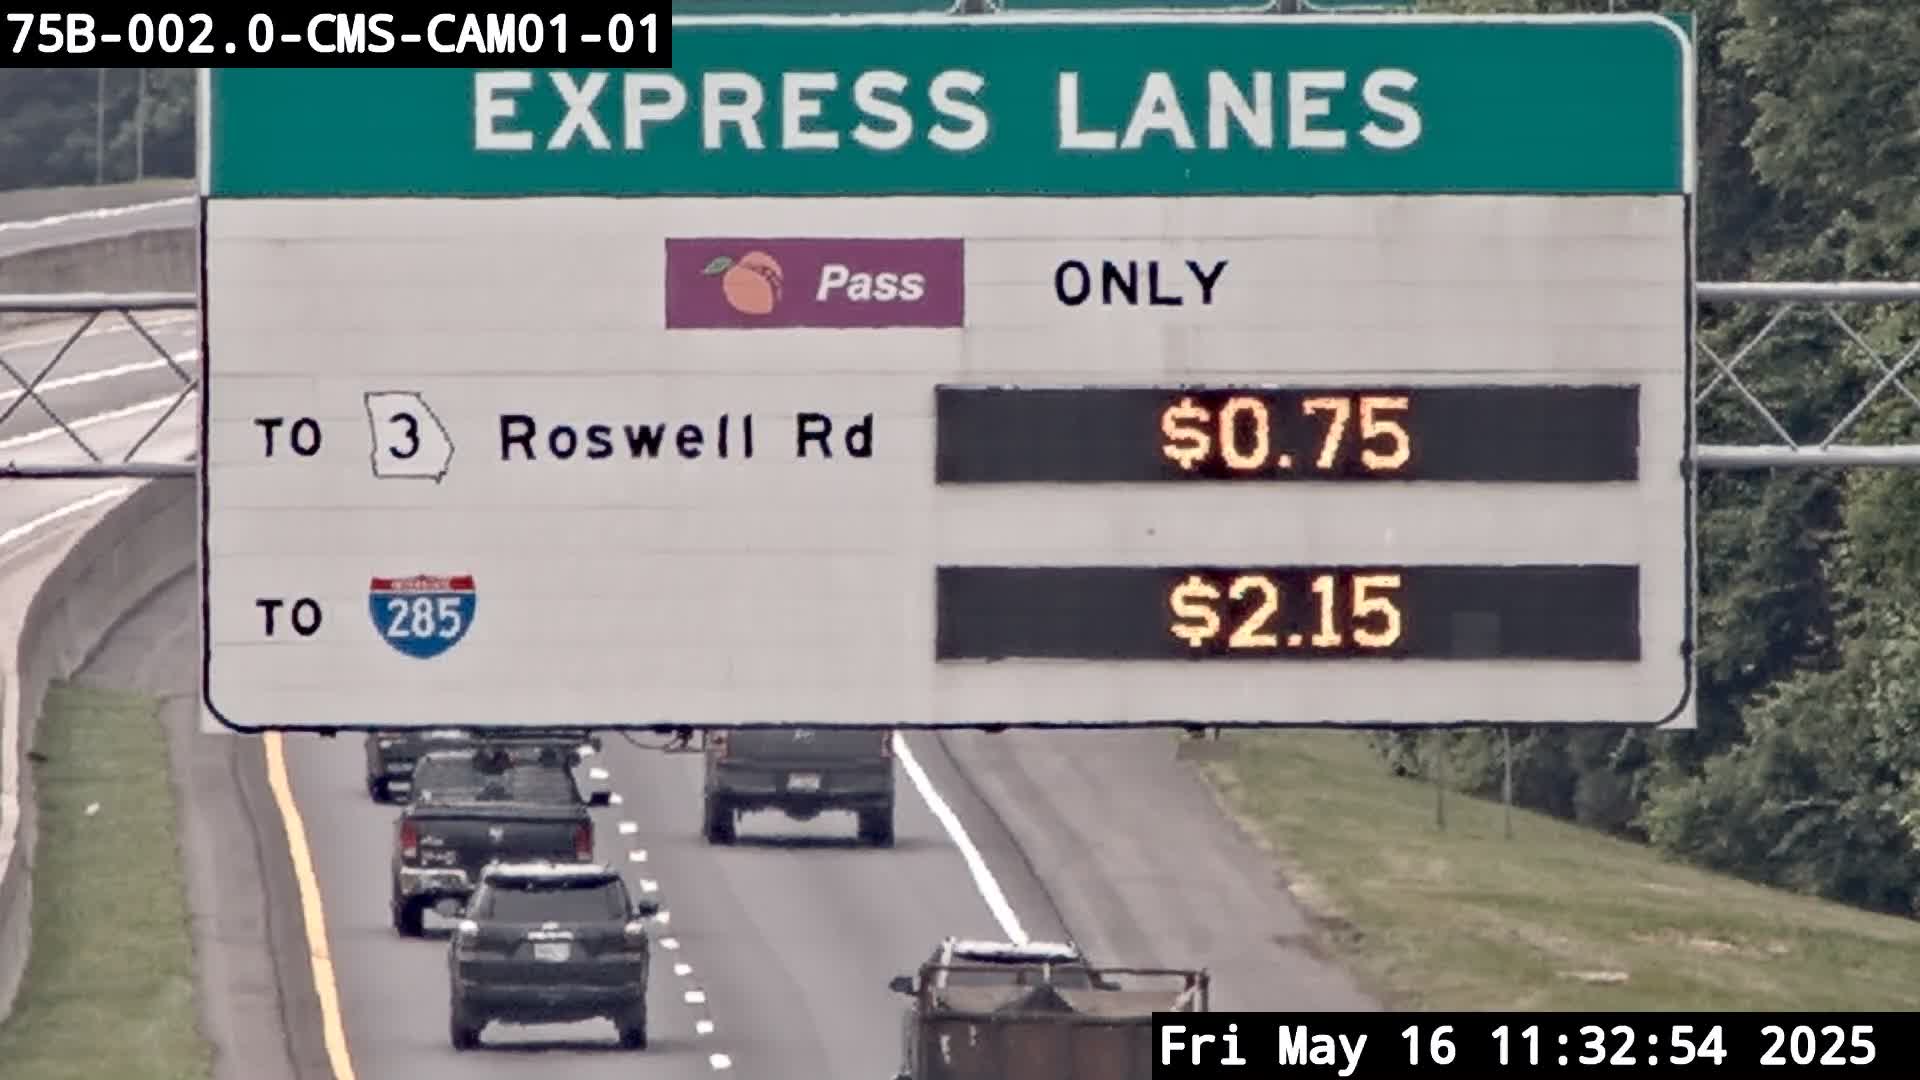 75B-002.0-CMS-CAM01-01
EXPRESS LANES
Pass ONLY
TO 3 Roswell Rd $0.75
INTERSTATE
TO 285 $2.15
Fri May 16 11:32:54 2025